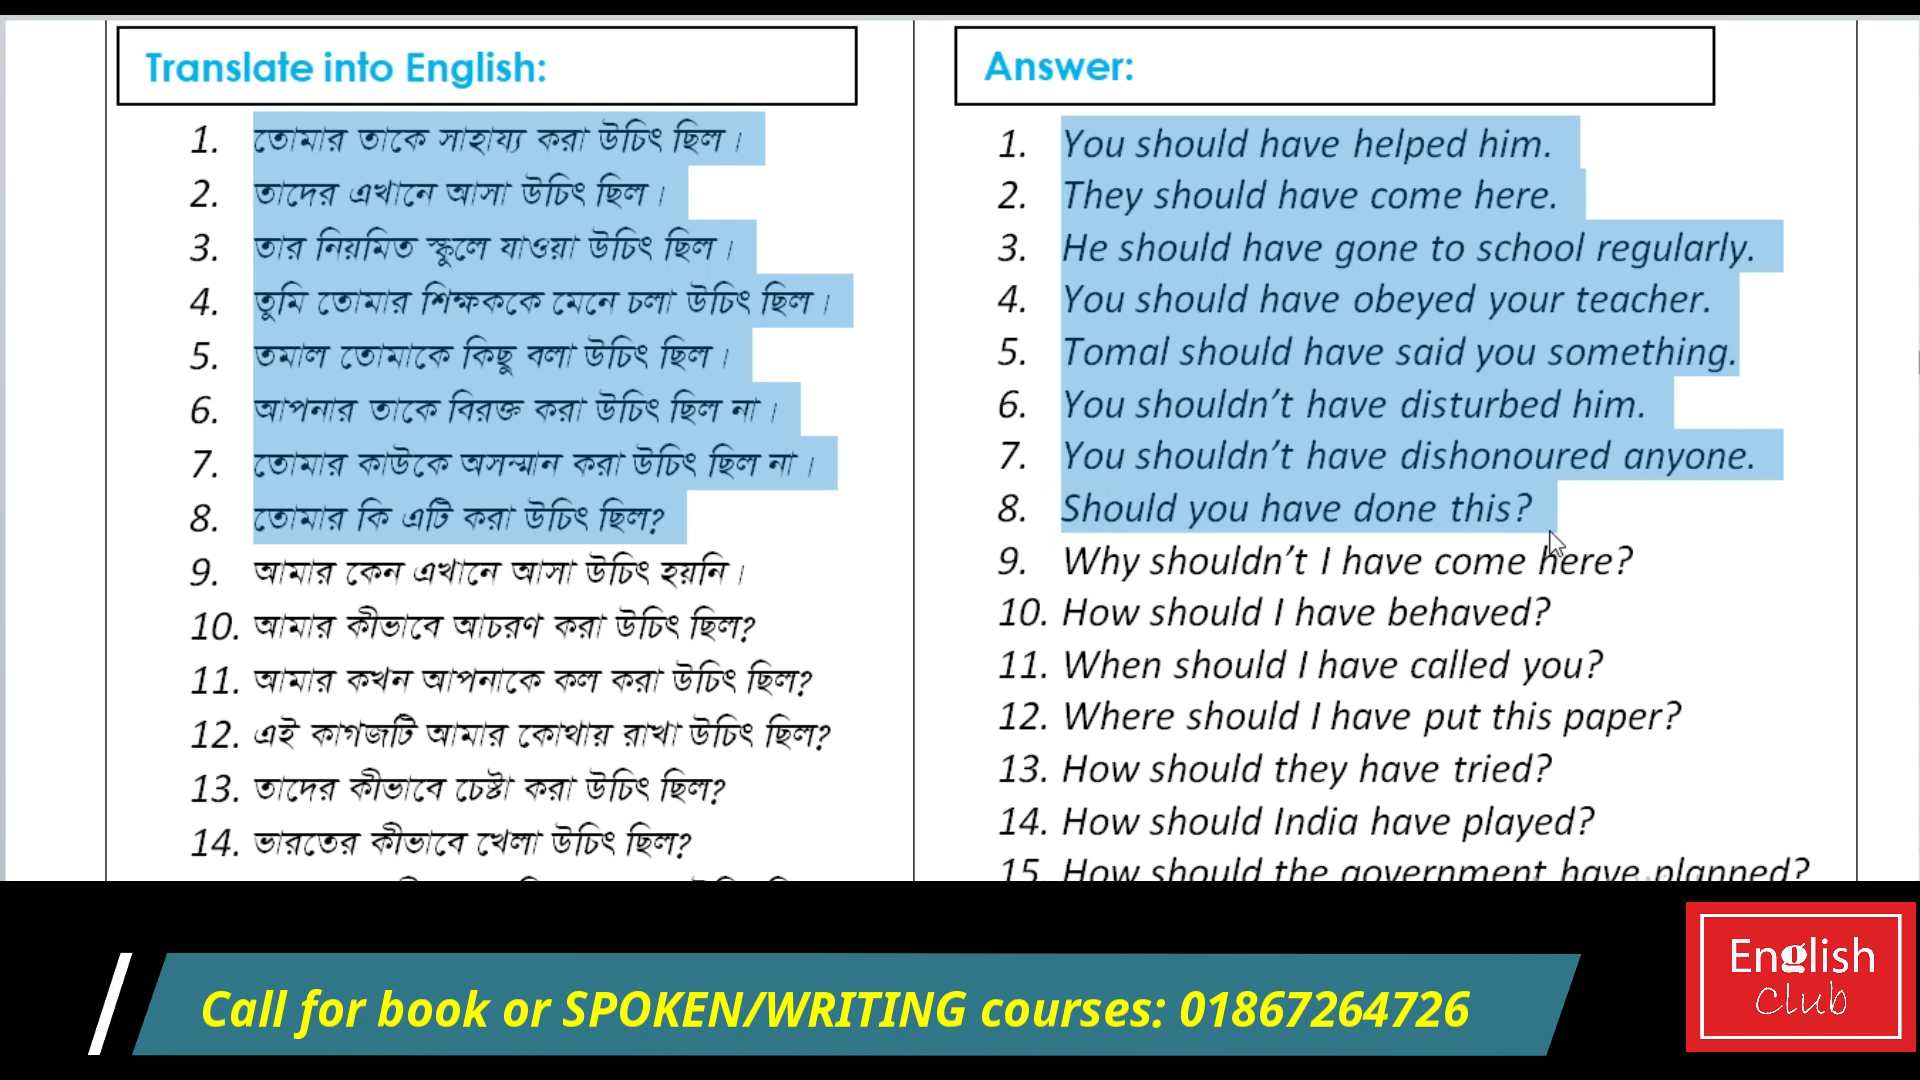 Translate into English:
1. তোমার তাকে সাহায্য করা উচিৎ ছিল।
2. তাদের এখানে আসা উচিৎ ছিল।
3. তার নিয়মিত স্কুলে যাওয়া উচিৎ ছিল।
4. তুমি তোমার শিক্ষককে মেনে চলা উচিৎ ছিল।
5. তমাল তোমাকে কিছু বলা উচিৎ ছিল।
6. আপনার তাকে বিরক্ত করা উচিৎ ছিল না।
7. তোমার কাউকে অসন্মান করা উচিৎ ছিল না।
8. তোমার কি এটি করা উচিৎ ছিল?
9. আমার কেন এখানে আসা উচিৎ হয়নি।
10. আমার কীভাবে আচরণ করা উচিৎ ছিল?
11. আমার কখন আপনাকে কল করা উচিৎ ছিল?
12. এই কাগজটি আমার কোথায় রাখা উচিৎ ছিল?
13. তাদের কীভাবে চেষ্টা করা উচিৎ ছিল?
14. ভারতের কীভাবে খেলা উচিৎ ছিল?
Answer:
1. You should have helped him.
2. They should have come here.
3. He should have gone to school regularly.
4. You should have obeyed your teacher.
5. Tomal should have said you something.
6. You shouldn’t have disturbed him.
7. You shouldn’t have dishonoured anyone.
8. Should you have done this?
9. Why shouldn’t I have come here?
10. How should I have behaved?
11. When should I have called you?
12. Where should I have put this paper?
13. How should they have tried?
14. How should India have played?
15. How should the government have planned?
Call for book or SPOKEN/WRITING courses: 01867264726
English
Club